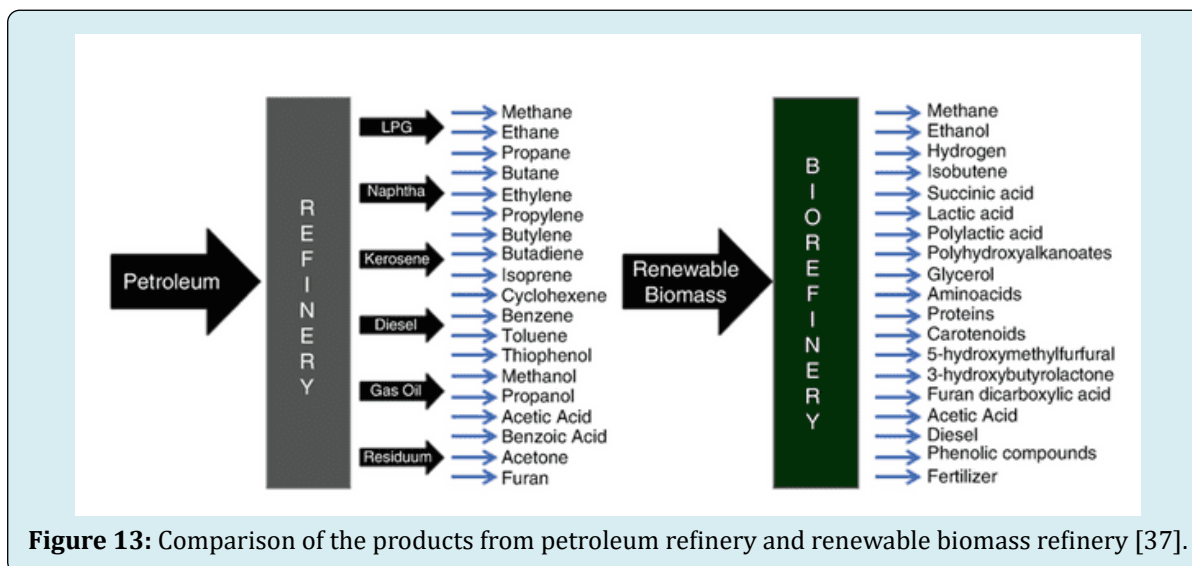 Petroleum
REFINERY
LPG
Naphtha
Kerosene
Diesel
Gas Oil
Residuum
Methane
Ethane
Propane
Butane
Ethylene
Propylene
Butylene
Butadiene
Isoprene
Cyclohexene
Benzene
Toluene
Thiophenol
Methanol
Propanol
Acetic Acid
Benzoic Acid
Acetone
Furan
Renewable
Biomass
BIOREFINERY
Methane
Ethanol
Hydrogen
Isobutene
Succinic acid
Lactic acid
Polylactic acid
Polyhydroxyalkanoates
Glycerol
Aminoacids
Proteins
Carotenoids
5-hydroxymethylfurfural
3-hydroxybutyrolactone
Furan dicarboxylic acid
Acetic Acid
Diesel
Phenolic compounds
Fertilizer
Figure 13: Comparison of the products from petroleum refinery and renewable biomass refinery [37].